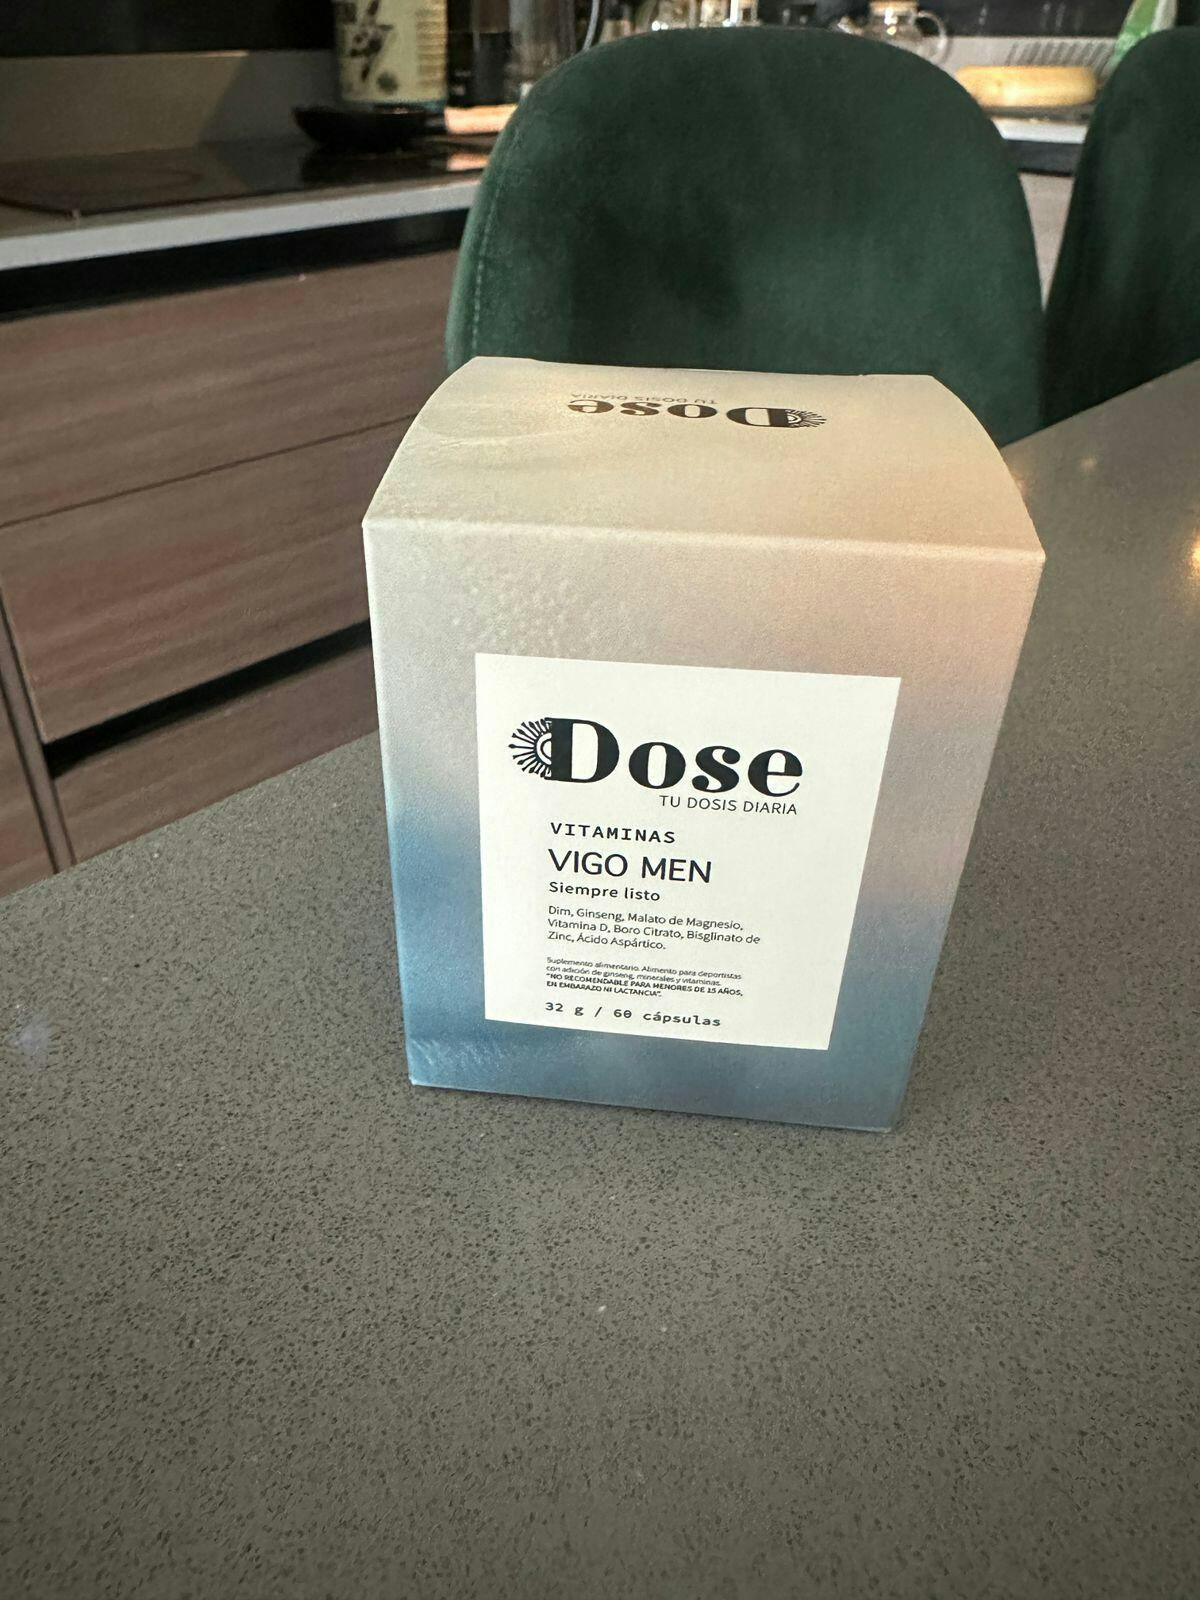 Dose
TU DOSIS DIARIA
Dose
TU DOSIS DIARIA
VITAMINAS
VIGO MEN
Siempre listo
Dim, Ginseng, Malato de Magnesio,
Vitamina D, Boro Citrato, Bisglinato de
Zinc, Ácido Aspártico.
Suplemento alimentario. Alimento para deportistas
con adición de ginseng, minerales y vitaminas.
"NO RECOMENDABLE PARA MENORES DE 15 AÑOS,
EN EMBARAZO NI LACTANCIA".
32 g / 60 cápsulas